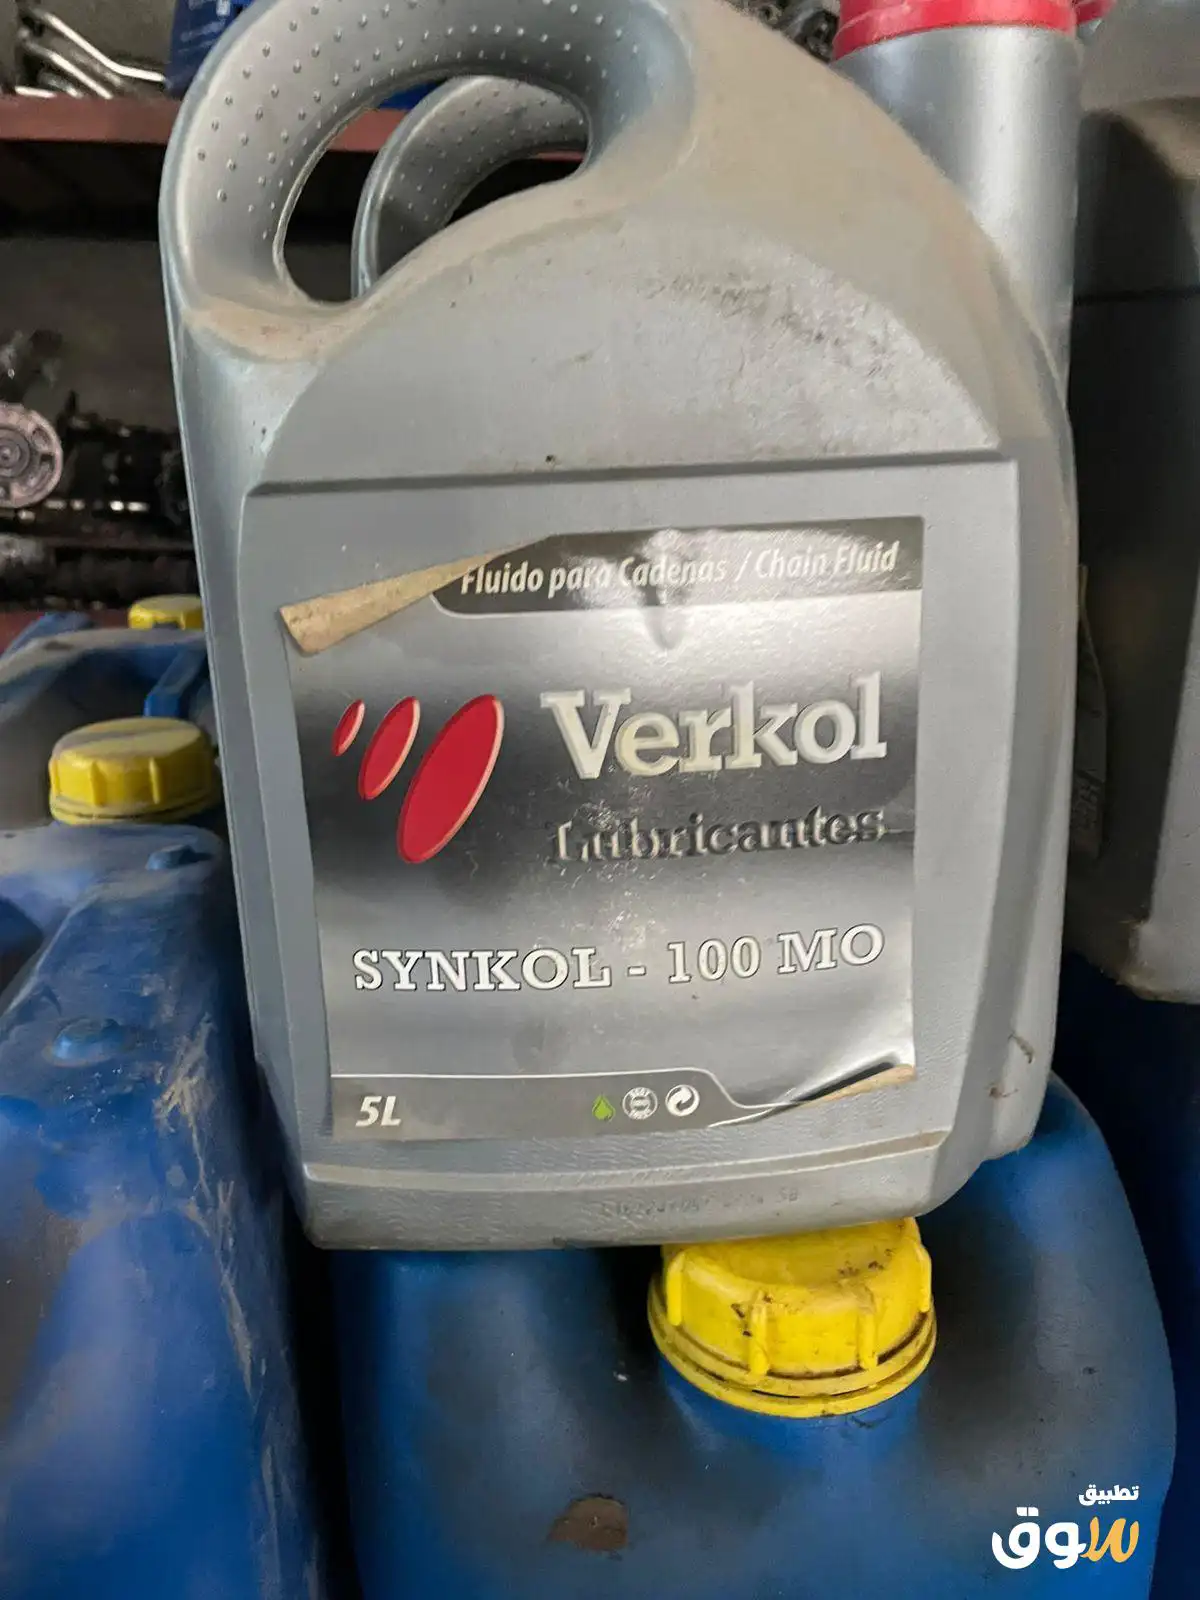 Fluido para Cadenas / Chain Fluid
Verkol
Lubricantes
SYNKOL - 100 MO
5L
تطبيق
سوق